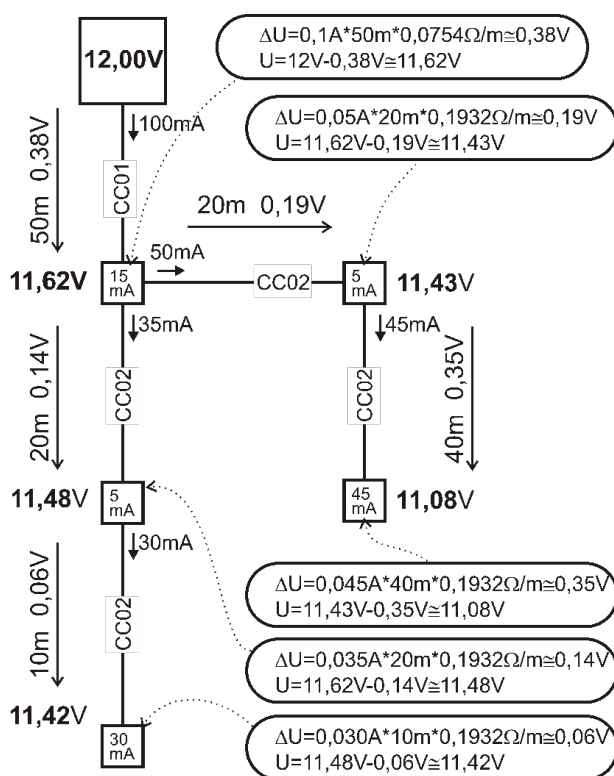 12,00V
ΔU=0,1A*50m*0,0754Ω/m≅0,38V
U=12V-0,38V≅11,62V
ΔU=0,05A*20m*0,1932Ω/m≅0,19V
U=11,62V-0,19V≅11,43V
100mA
50m 0,38V
CC01
20m 0,19V
50mA
11,62V
15
mA
CC02
5
mA
11,43V
35mA
45mA
20m 0,14V
CC02
CC02
40m 0,35V
11,48V
5
mA
45
mA
11,08V
30mA
10m 0,06V
CC02
ΔU=0,045A*40m*0,1932Ω/m≅0,35V
U=11,43V-0,35V≅11,08V
ΔU=0,035A*20m*0,1932Ω/m≅0,14V
U=11,62V-0,14V≅11,48V
11,42V
30
mA
ΔU=0,030A*10m*0,1932Ω/m≅0,06V
U=11,48V-0,06V≅11,42V